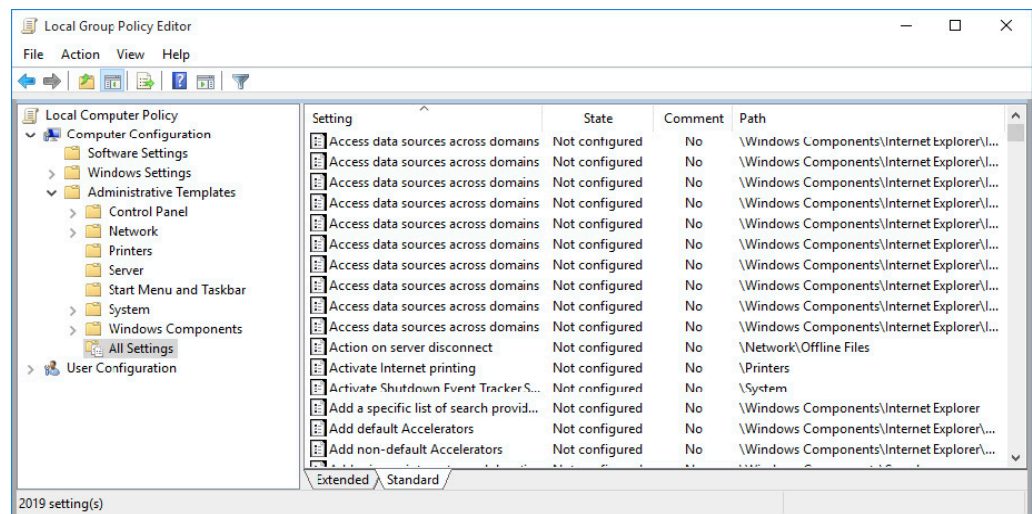 Local Group Policy Editor
File Action View Help
Local Computer Policy
Computer Configuration
Software Settings
Windows Settings
Administrative Templates
Control Panel
Network
Printers
Server
Start Menu and Taskbar
System
Windows Components
All Settings
User Configuration
Setting State Comment Path
Access data sources across domains Not configured No \Windows Components\Internet Explorer\I...
Access data sources across domains Not configured No \Windows Components\Internet Explorer\I...
Access data sources across domains Not configured No \Windows Components\Internet Explorer\I...
Access data sources across domains Not configured No \Windows Components\Internet Explorer\I...
Access data sources across domains Not configured No \Windows Components\Internet Explorer\I...
Access data sources across domains Not configured No \Windows Components\Internet Explorer\I...
Access data sources across domains Not configured No \Windows Components\Internet Explorer\I...
Access data sources across domains Not configured No \Windows Components\Internet Explorer\I...
Access data sources across domains Not configured No \Windows Components\Internet Explorer\I...
Access data sources across domains Not configured No \Windows Components\Internet Explorer\I...
Action on server disconnect Not configured No \Network\Offline Files
Activate Internet printing Not configured No \Printers
Activate Shutdown Event Tracker S... Not configured No \System
Add a specific list of search provid... Not configured No \Windows Components\Internet Explorer
Add default Accelerators Not configured No \Windows Components\Internet Explorer\...
Add non-default Accelerators Not configured No \Windows Components\Internet Explorer\...
Extended Standard
2019 setting(s)